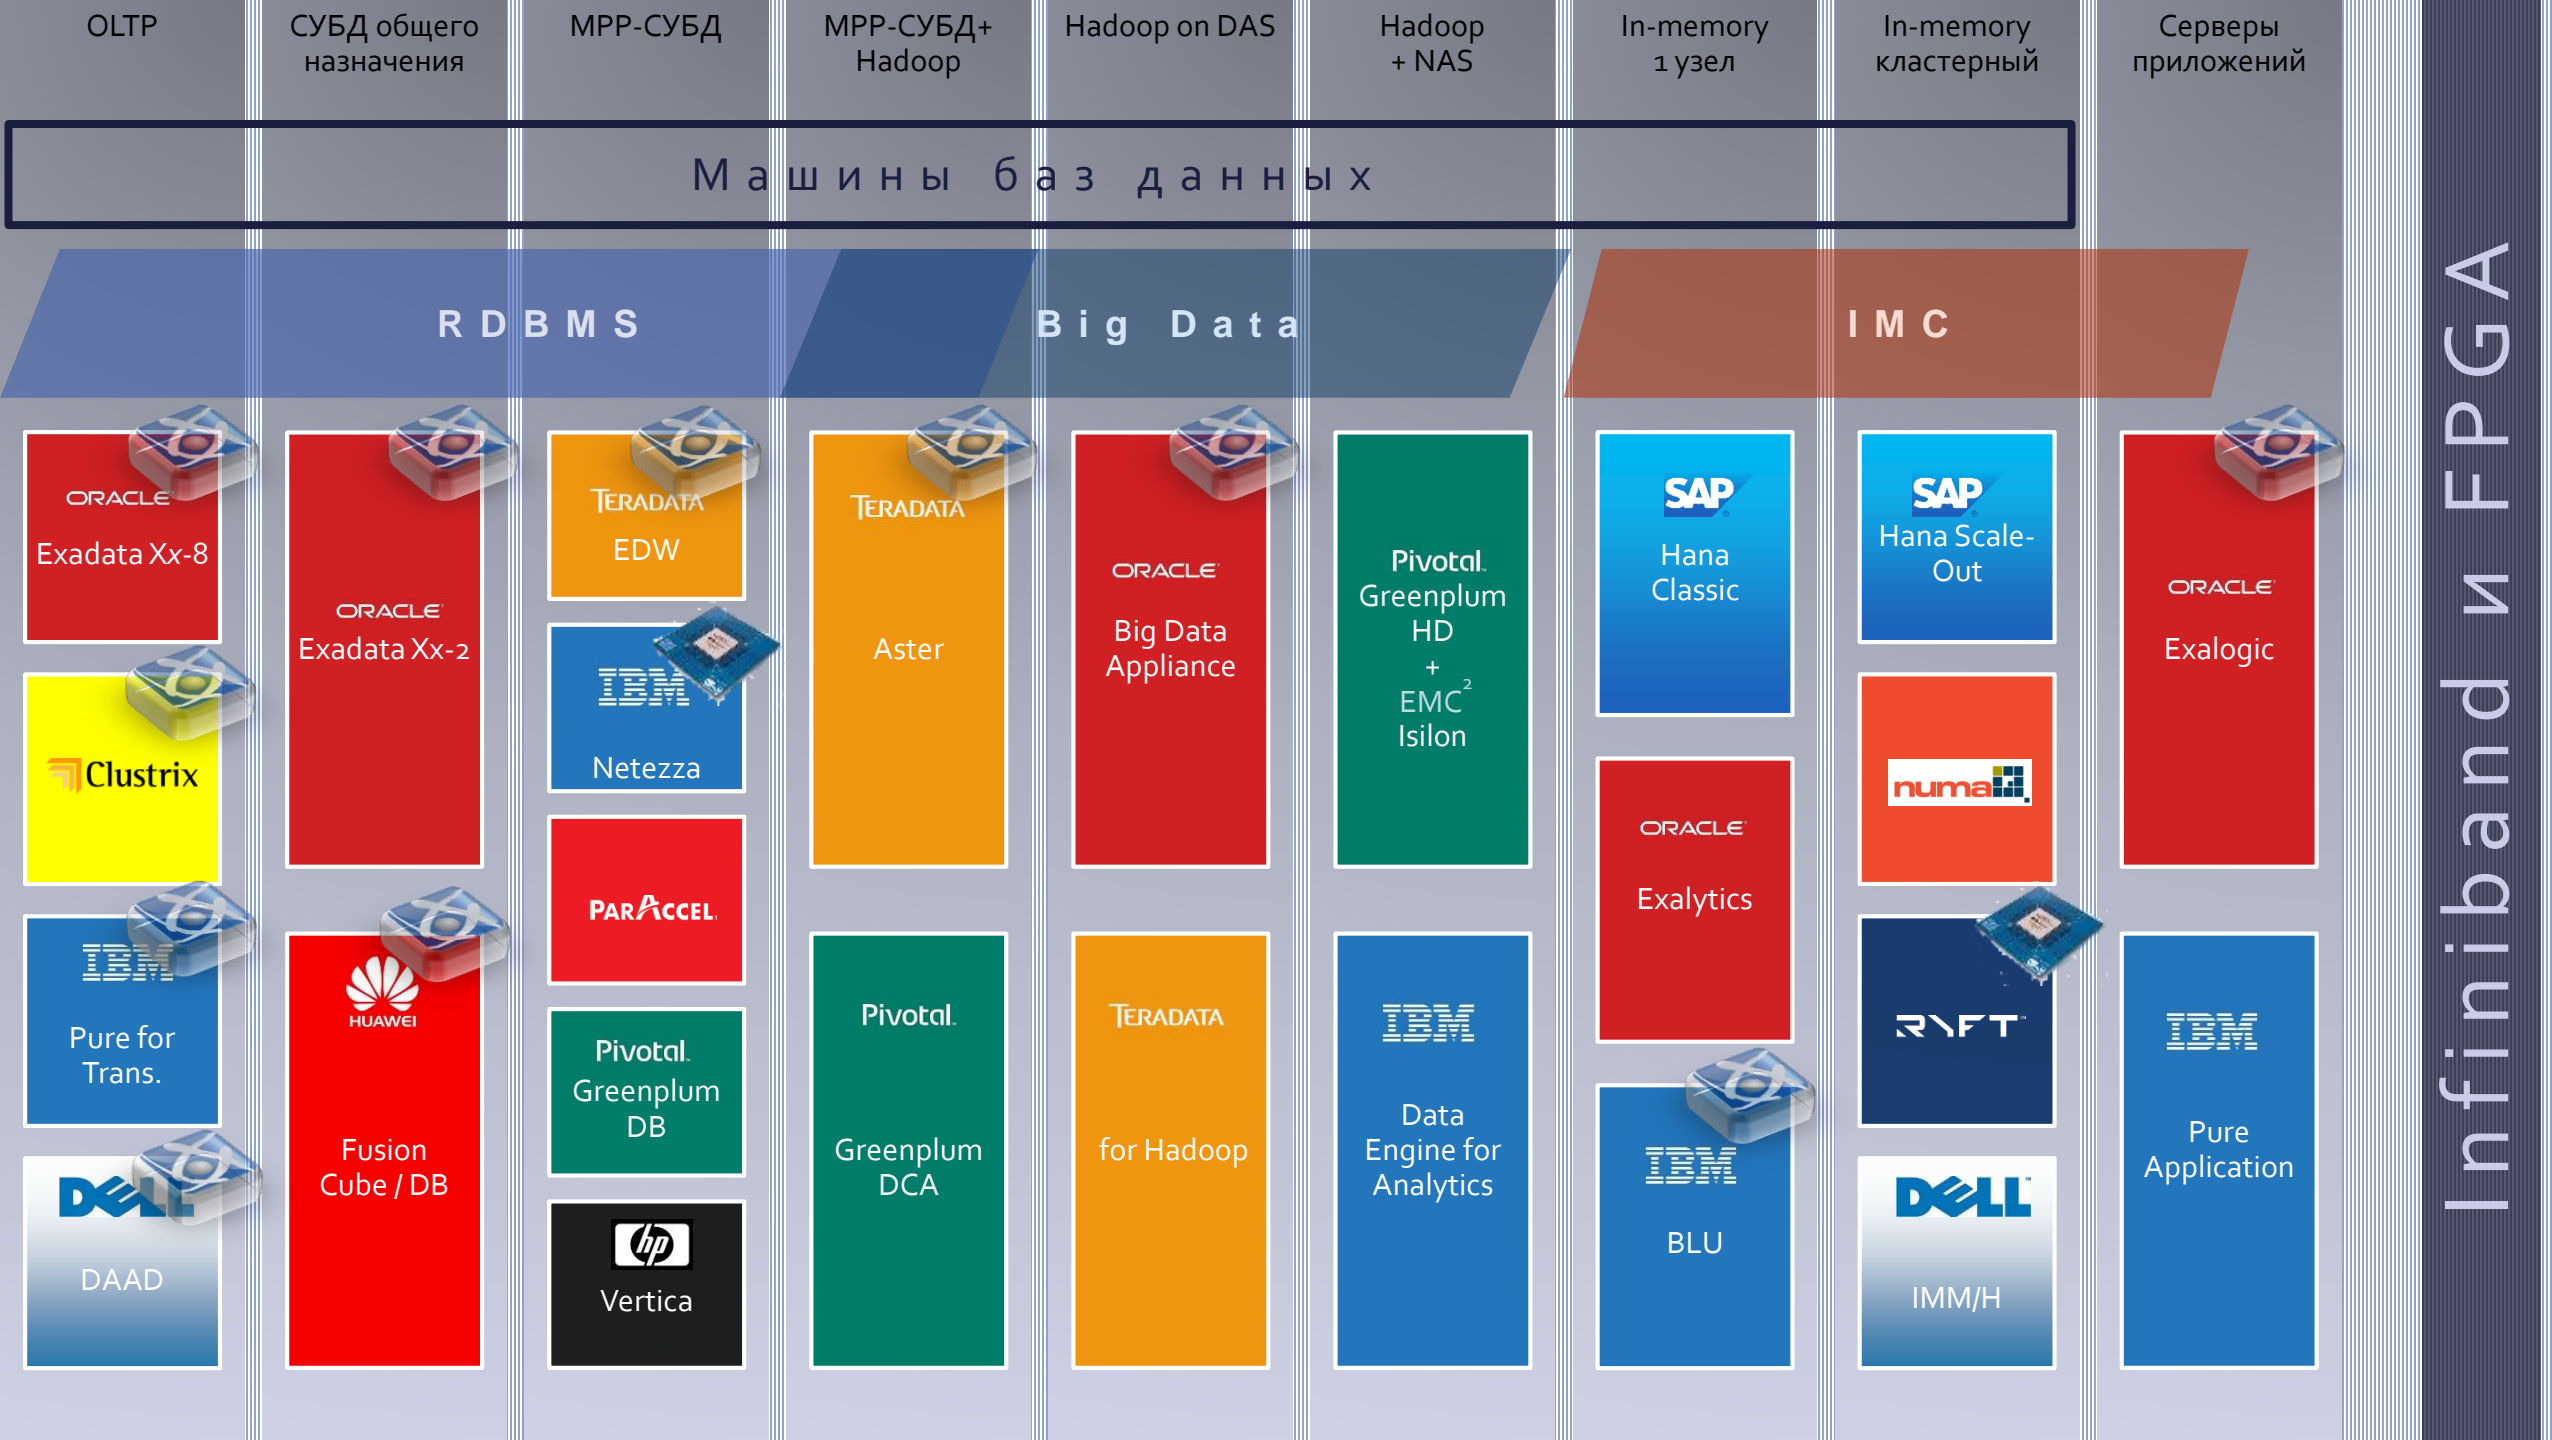 OLTP
СУБД общего
назначения
MPP-СУБД
MPP-СУБД+
Hadoop
Hadoop on DAS
Hadoop
+ NAS
In-memory
1 узел
In-memory
кластерный
Серверы
приложений
Машины баз данных
RDBMS
Big Data
IMC
ORACLE
Exadata Xx-8
Clustrix
IBM
Pure for
Trans.
DELL
DAAD
ORACLE
Exadata Xx-2
HUAWEI
Fusion
Cube / DB
TERADATA
EDW
IBM
Netezza
PARACCEL
Pivotal
Greenplum
DB
hp
Vertica
TERADATA
Aster
Pivotal
Greenplum
DCA
ORACLE
Big Data
Appliance
TERADATA
for Hadoop
Pivotal
Greenplum
HD
+
EMC²
Isilon
IBM
Data
Engine for
Analytics
SAP
Hana
Classic
ORACLE
Exalytics
IBM
BLU
SAP
Hana Scale-
Out
numaQ
RYFT
DELL
IMM/H
ORACLE
Exalogic
IBM
Pure
Application
Infiniband и FPGA